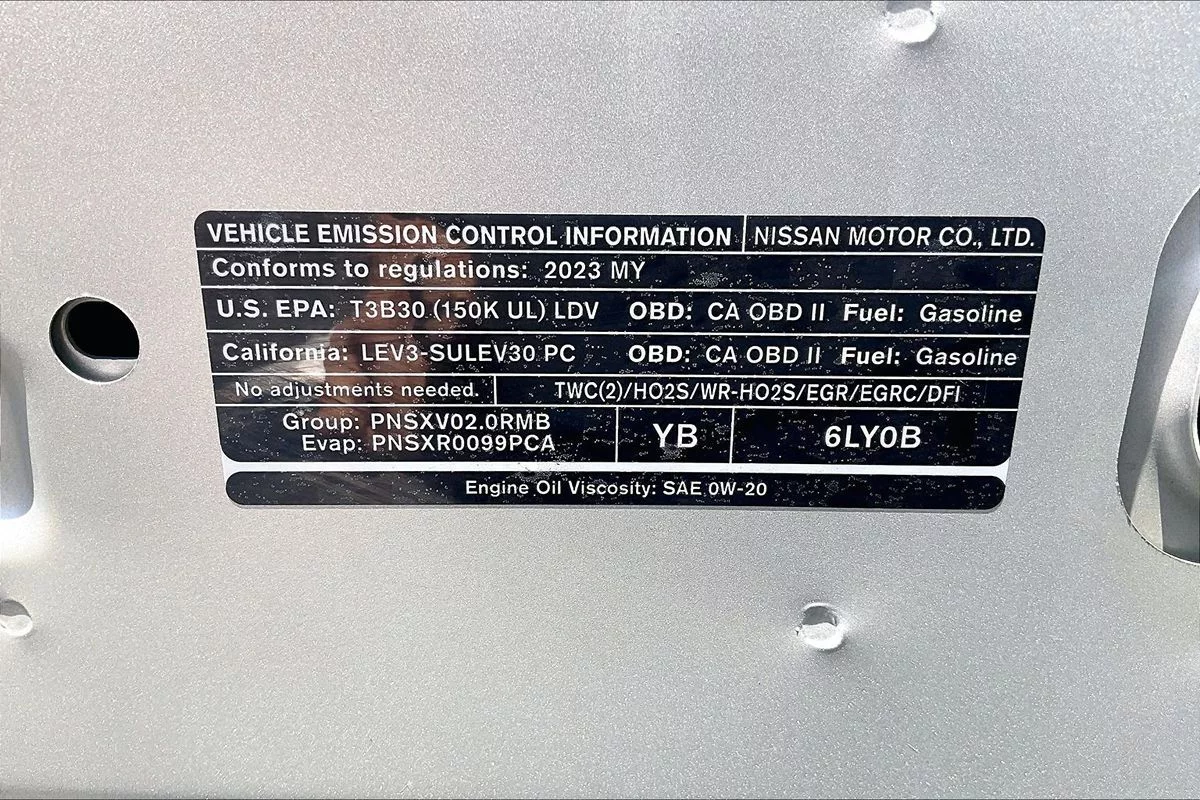 VEHICLE EMISSION CONTROL INFORMATION NISSAN MOTOR CO., LTD.
Conforms to regulations: 2023 MY
U.S. EPA: T3B30 (150K UL) LDV OBD: CA OBD II Fuel: Gasoline
California: LEV3-SULEV30 PC OBD: CA OBD II Fuel: Gasoline
No adjustments needed. TWC(2)/HO2S/WR-HO2S/EGR/EGRC/DFI
Group: PNSXV02.0RMB
Evap: PNSXR0099PCA
YB
6LY0B
Engine Oil Viscosity: SAE 0W-20